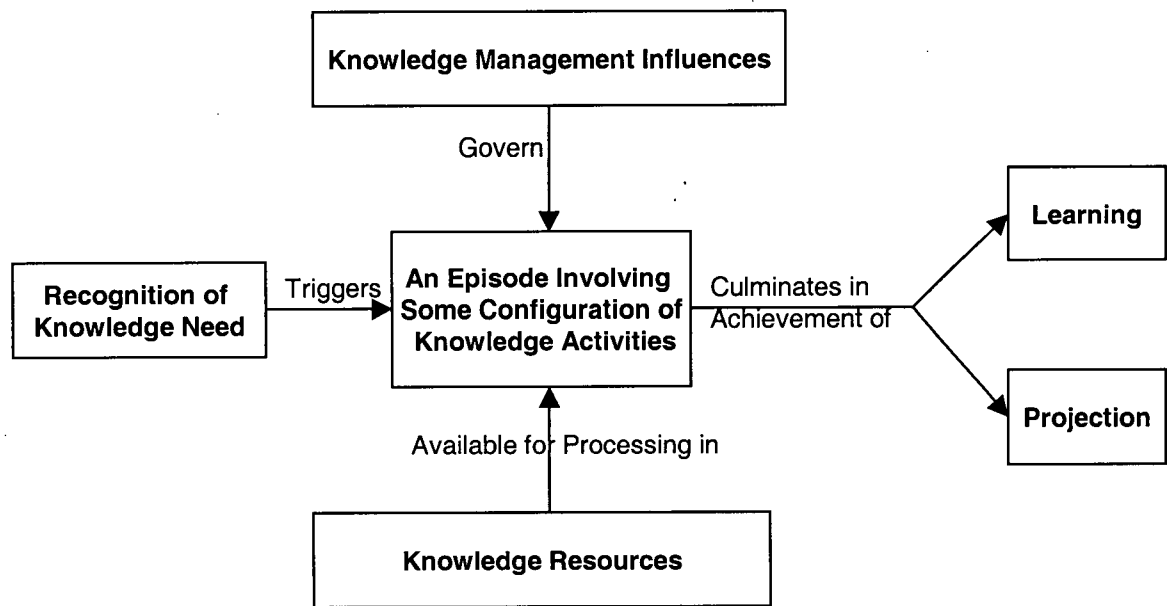 Knowledge Management Influences
Govern
Learning
Recognition of
Knowledge Need
Triggers
An Episode Involving
Some Configuration of
Knowledge Activities
Culminates in
Achievement of
Projection
Available for Processing in
Knowledge Resources